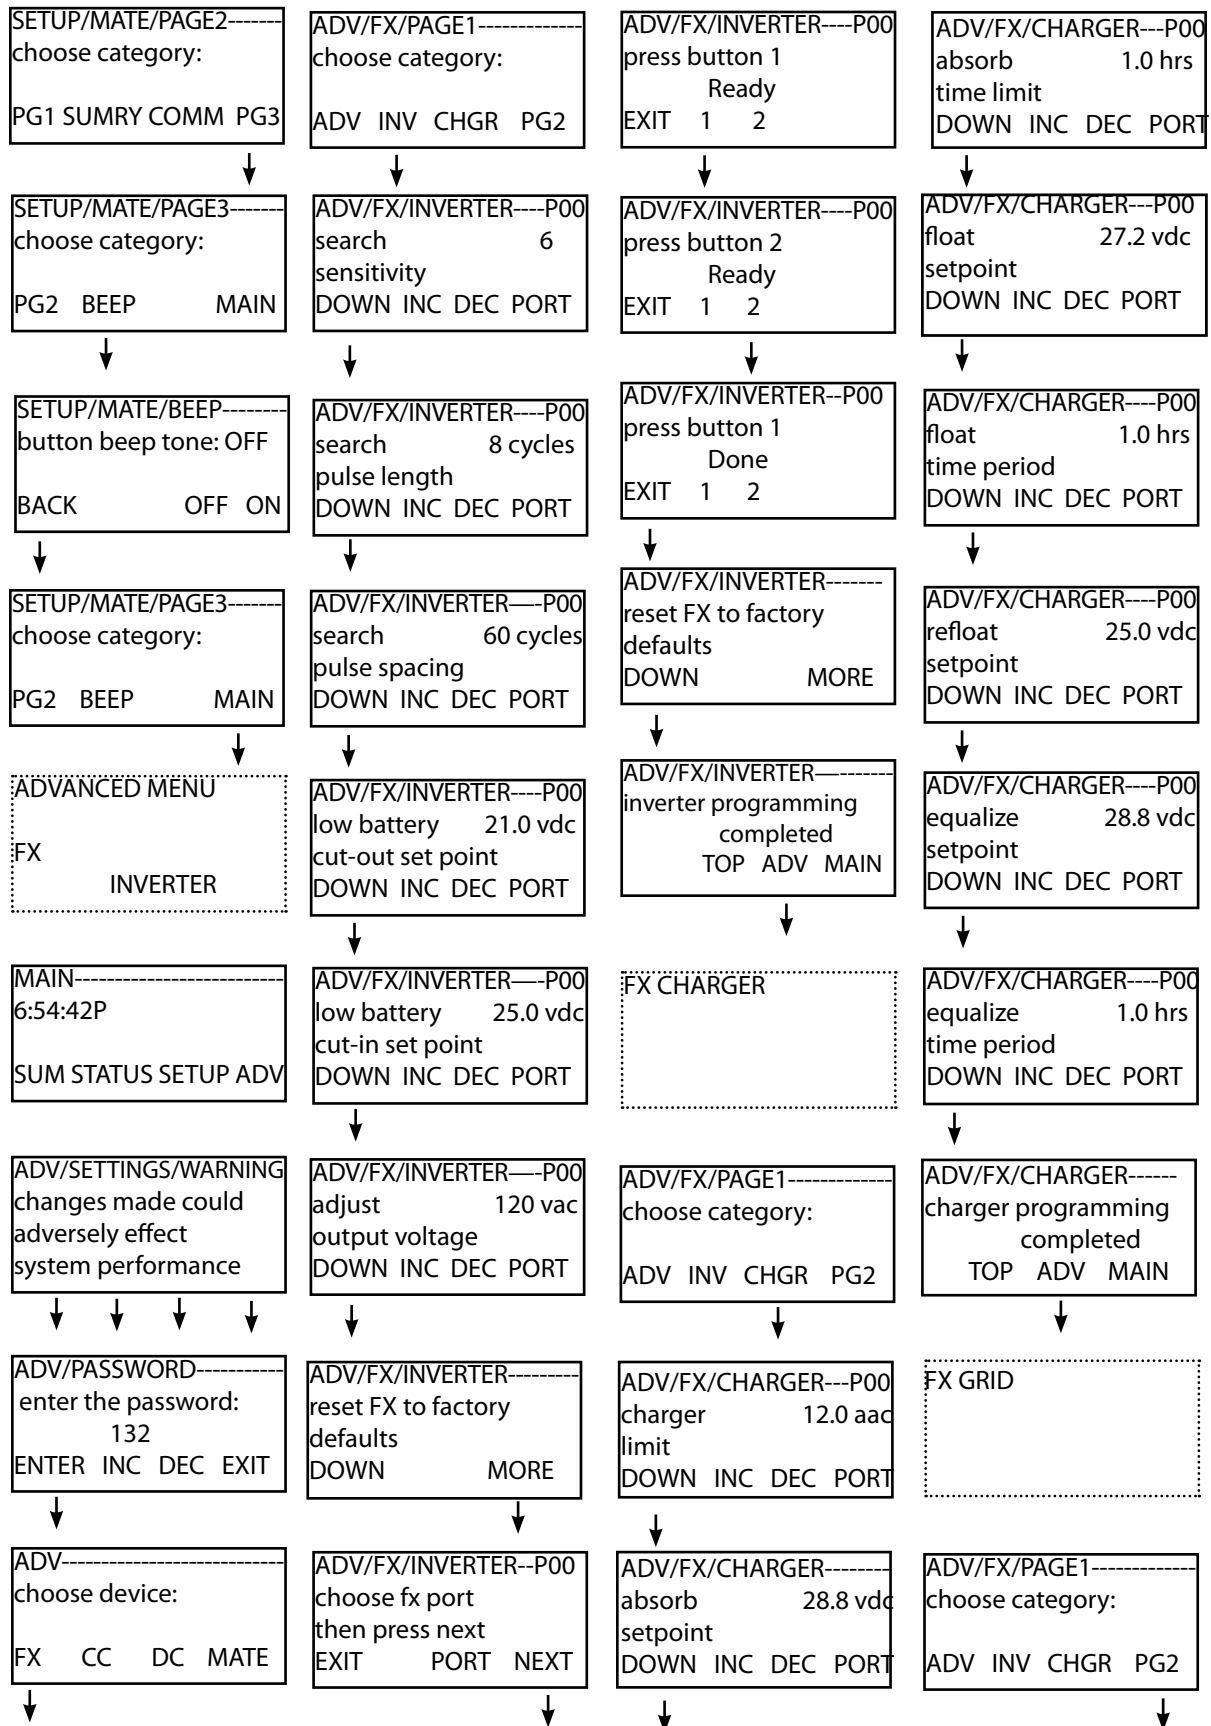 SETUP/MATE/PAGE2-------
choose category:
PG1 SUMRY COMM PG3
SETUP/MATE/PAGE3-------
choose category:
PG2 BEEP MAIN
SETUP/MATE/BEEP--------
button beep tone: OFF
BACK OFF ON
SETUP/MATE/PAGE3-------
choose category:
PG2 BEEP MAIN
ADVANCED MENU
FX
INVERTER
MAIN--------------------------
6:54:42P
SUM STATUS SETUP ADV
ADV/SETTINGS/WARNING
changes made could
adversely effect
system performance
ADV/PASSWORD-----------
enter the password:
132
ENTER INC DEC EXIT
ADV----------------------------
choose device:
FX CC DC MATE
ADV/FX/PAGE1-------------
choose category:
ADV INV CHGR PG2
ADV/FX/INVERTER----P00
search 6
sensitivity
DOWN INC DEC PORT
ADV/FX/INVERTER----P00
search 8 cycles
pulse length
DOWN INC DEC PORT
ADV/FX/INVERTER—-P00
search 60 cycles
pulse spacing
DOWN INC DEC PORT
ADV/FX/INVERTER----P00
low battery 21.0 vdc
cut-out set point
DOWN INC DEC PORT
ADV/FX/INVERTER—-P00
low battery 25.0 vdc
cut-in set point
DOWN INC DEC PORT
ADV/FX/INVERTER—-P00
adjust 120 vac
output voltage
DOWN INC DEC PORT
ADV/FX/INVERTER---------
reset FX to factory
defaults
DOWN MORE
ADV/FX/INVERTER--P00
choose fx port
then press next
EXIT PORT NEXT
ADV/FX/INVERTER----P00
press button 1
Ready
EXIT 1 2
ADV/FX/INVERTER----P00
press button 2
Ready
EXIT 1 2
ADV/FX/INVERTER--P00
press button 1
Done
EXIT 1 2
ADV/FX/INVERTER-------
reset FX to factory
defaults
DOWN MORE
ADV/FX/INVERTER—-------
inverter programming
completed
TOP ADV MAIN
FX CHARGER
ADV/FX/PAGE1-------------
choose category:
ADV INV CHGR PG2
ADV/FX/CHARGER---P00
charger 12.0 aac
limit
DOWN INC DEC PORT
ADV/FX/CHARGER--------
absorb 28.8 vdc
setpoint
DOWN INC DEC PORT
ADV/FX/CHARGER---P00
absorb 1.0 hrs
time limit
DOWN INC DEC PORT
ADV/FX/CHARGER---P00
float 27.2 vdc
setpoint
DOWN INC DEC PORT
ADV/FX/CHARGER----P00
float 1.0 hrs
time period
DOWN INC DEC PORT
ADV/FX/CHARGER----P00
refloat 25.0 vdc
setpoint
DOWN INC DEC PORT
ADV/FX/CHARGER----P00
equalize 28.8 vdc
setpoint
DOWN INC DEC PORT
ADV/FX/CHARGER----P00
equalize 1.0 hrs
time period
DOWN INC DEC PORT
ADV/FX/CHARGER------
charger programming
completed
TOP ADV MAIN
FX GRID
ADV/FX/PAGE1-------------
choose category:
ADV INV CHGR PG2